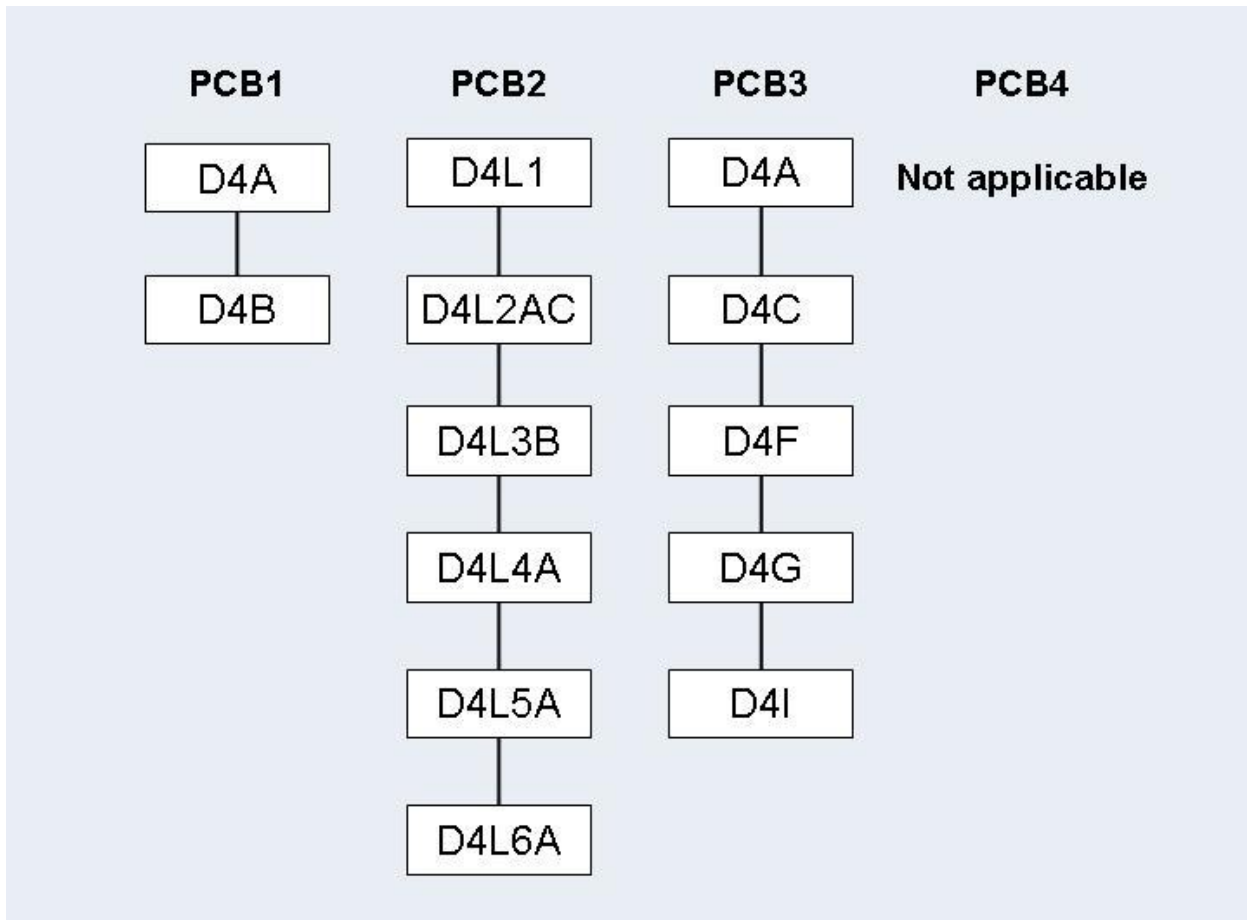 PCB1 PCB2 PCB3 PCB4
D4A D4L1 D4A Not applicable
D4B D4L2AC D4C
D4L3B D4F
D4L4A D4G
D4L5A D4I
D4L6A